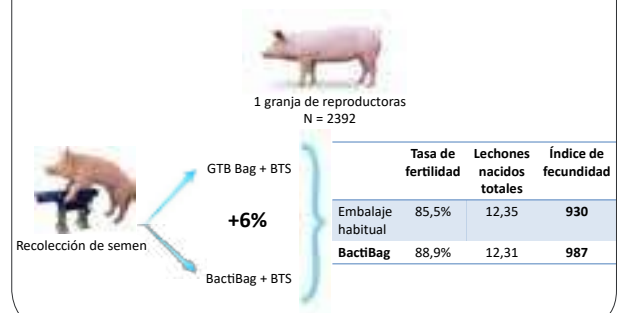 1 granja de reproductoras
N = 2392
GTB Bag + BTS
+6%
Recolección de semen
BactiBag + BTS
Tasa de fertilidad Lechones nacidos totales Índice de fecundidad
Embalaje habitual 85,5% 12,35 930
BactiBag 88,9% 12,31 987